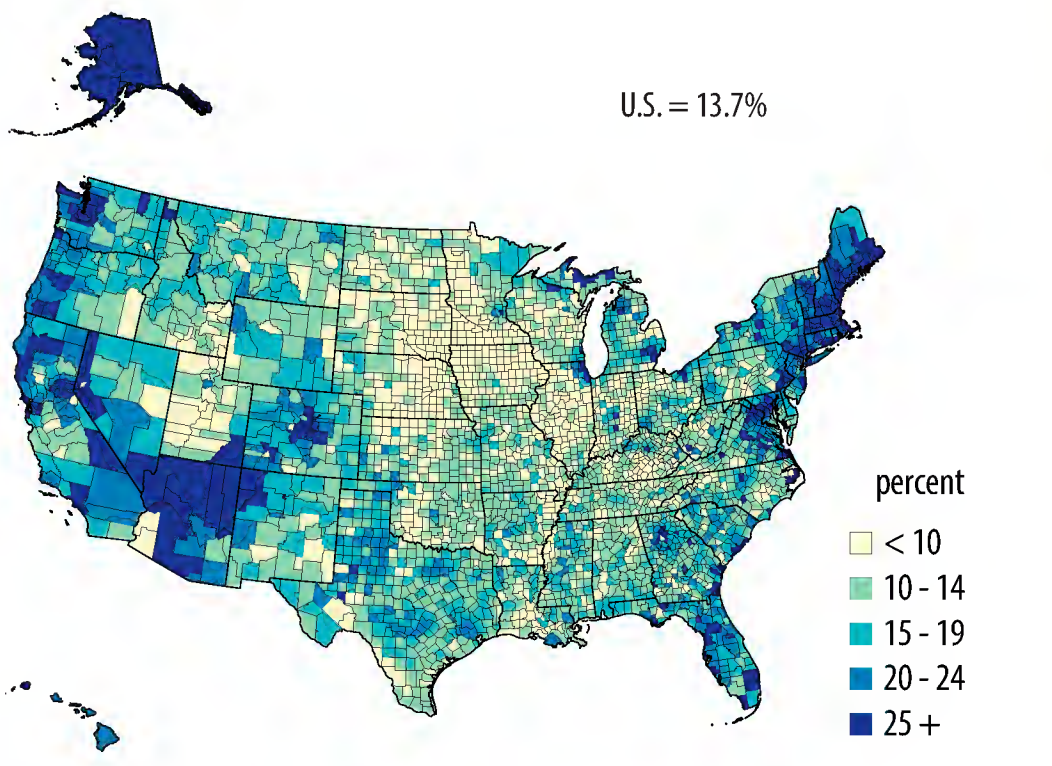 U.S. = 13.7%
percent
< 10
10 - 14
15 - 19
20 - 24
25 +